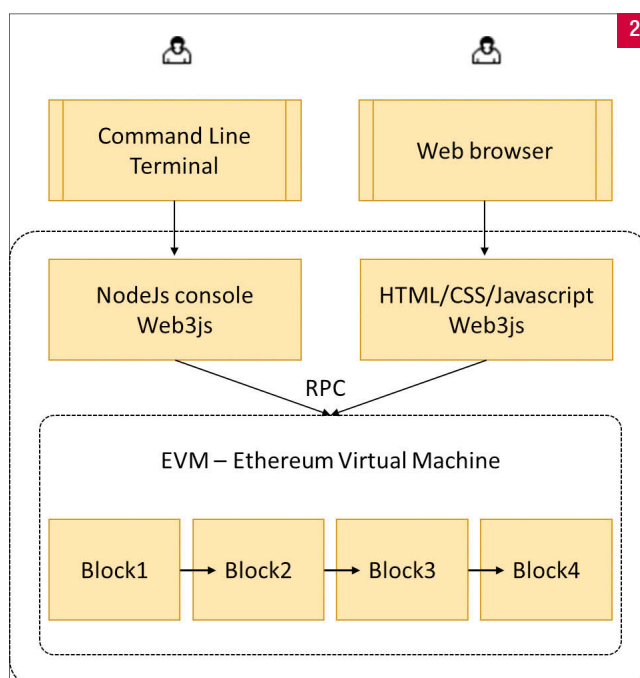 2
Command Line
Terminal
Web browser
NodeJs console
Web3js
HTML/CSS/Javascript
Web3js
RPC
EVM – Ethereum Virtual Machine
Block1
Block2
Block3
Block4